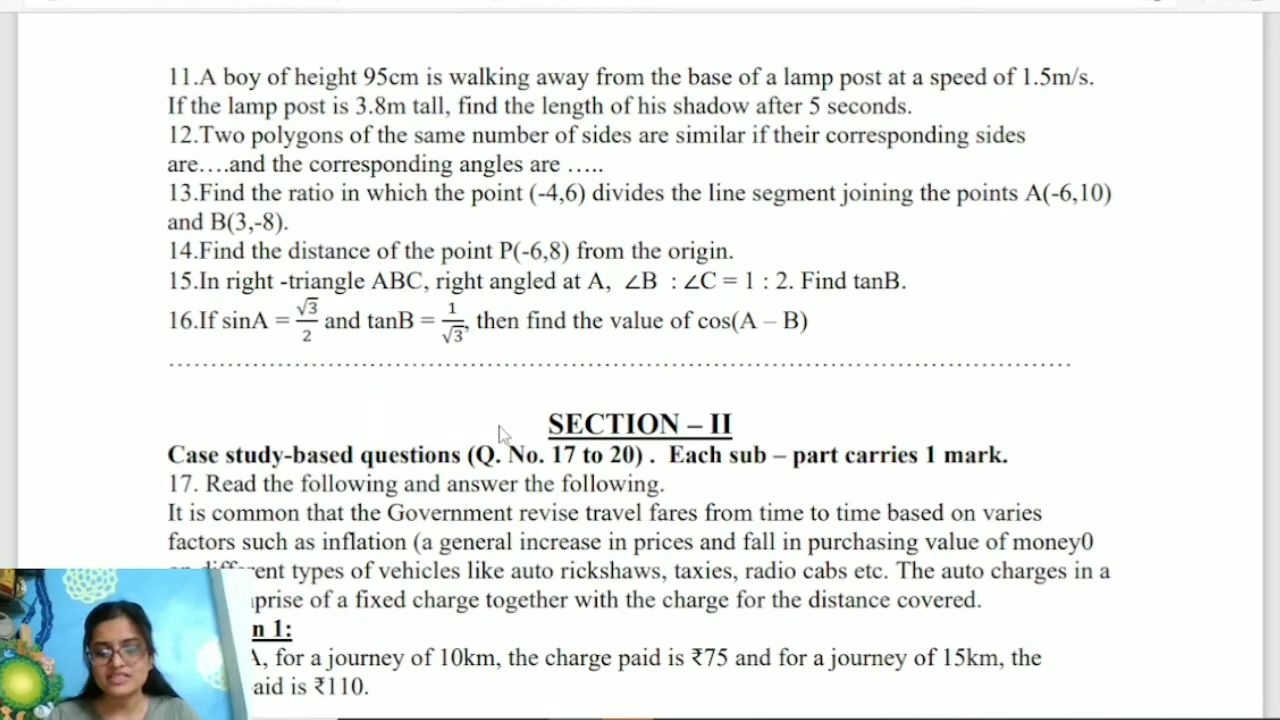 11.A boy of height 95cm is walking away from the base of a lamp post at a speed of 1.5m/s.
If the lamp post is 3.8m tall, find the length of his shadow after 5 seconds.
12.Two polygons of the same number of sides are similar if their corresponding sides
are….and the corresponding angles are …..
13.Find the ratio in which the point (-4,6) divides the line segment joining the points A(-6,10)
and B(3,-8).
14.Find the distance of the point P(-6,8) from the origin.
15.In right -triangle ABC, right angled at A, ∠B : ∠C = 1 : 2. Find tanB.
16.If sinA = √3/2 and tanB = 1/√3, then find the value of cos(A – B)
SECTION – II
Case study-based questions (Q. No. 17 to 20) . Each sub – part carries 1 mark.
17. Read the following and answer the following.
It is common that the Government revise travel fares from time to time based on varies
factors such as inflation (a general increase in prices and fall in purchasing value of money0
ent types of vehicles like auto rickshaws, taxies, radio cabs etc. The auto charges in a
prise of a fixed charge together with the charge for the distance covered.
n 1:
, for a journey of 10km, the charge paid is ₹75 and for a journey of 15km, the
aid is ₹110.